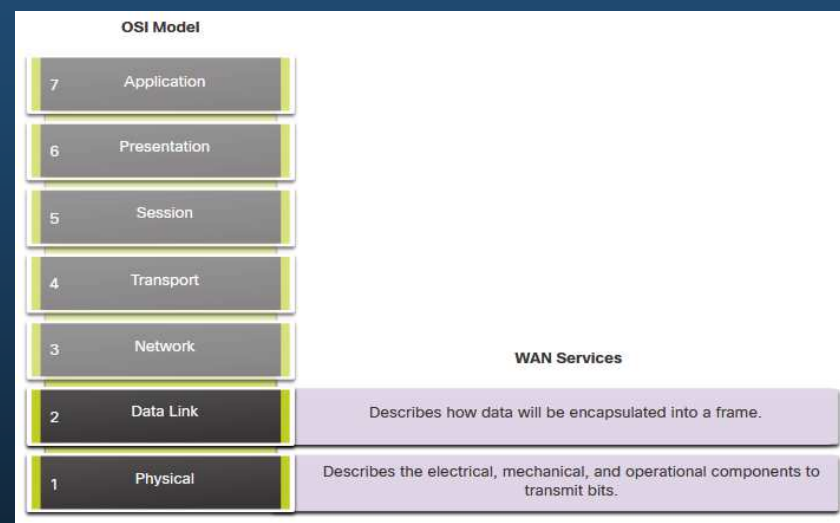 OSI Model
7 Application
6 Presentation
5 Session
4 Transport
3 Network
WAN Services
2 Data Link Describes how data will be encapsulated into a frame.
1 Physical Describes the electrical, mechanical, and operational components to
transmit bits.